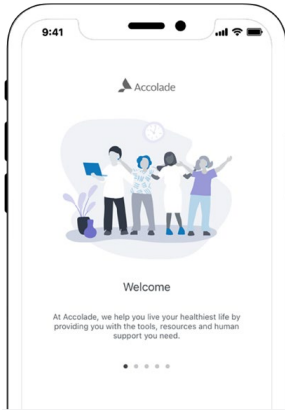 9:41
Accolade
Welcome
At Accolade, we help you live your healthiest life by
providing you with the tools, resources and human
support you need.